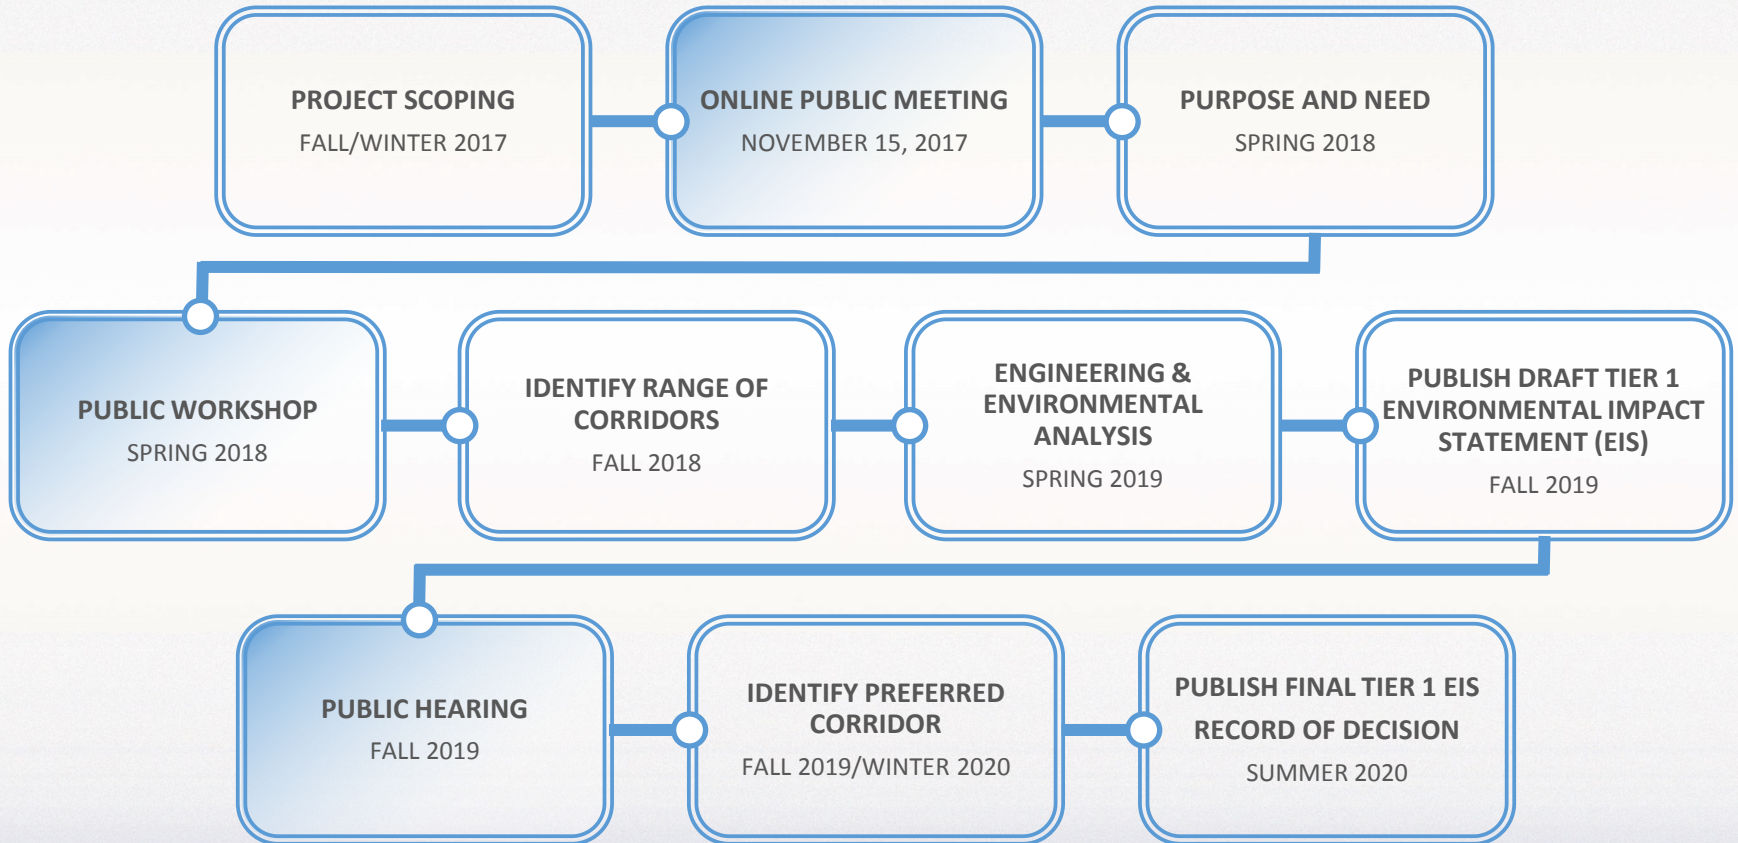 PROJECT SCOPING
FALL/WINTER 2017
ONLINE PUBLIC MEETING
NOVEMBER 15, 2017
PURPOSE AND NEED
SPRING 2018
PUBLIC WORKSHOP
SPRING 2018
IDENTIFY RANGE OF
CORRIDORS
FALL 2018
ENGINEERING &
ENVIRONMENTAL
ANALYSIS
SPRING 2019
PUBLISH DRAFT TIER 1
ENVIRONMENTAL IMPACT
STATEMENT (EIS)
FALL 2019
PUBLIC HEARING
FALL 2019
IDENTIFY PREFERRED
CORRIDOR
FALL 2019/WINTER 2020
PUBLISH FINAL TIER 1 EIS
RECORD OF DECISION
SUMMER 2020